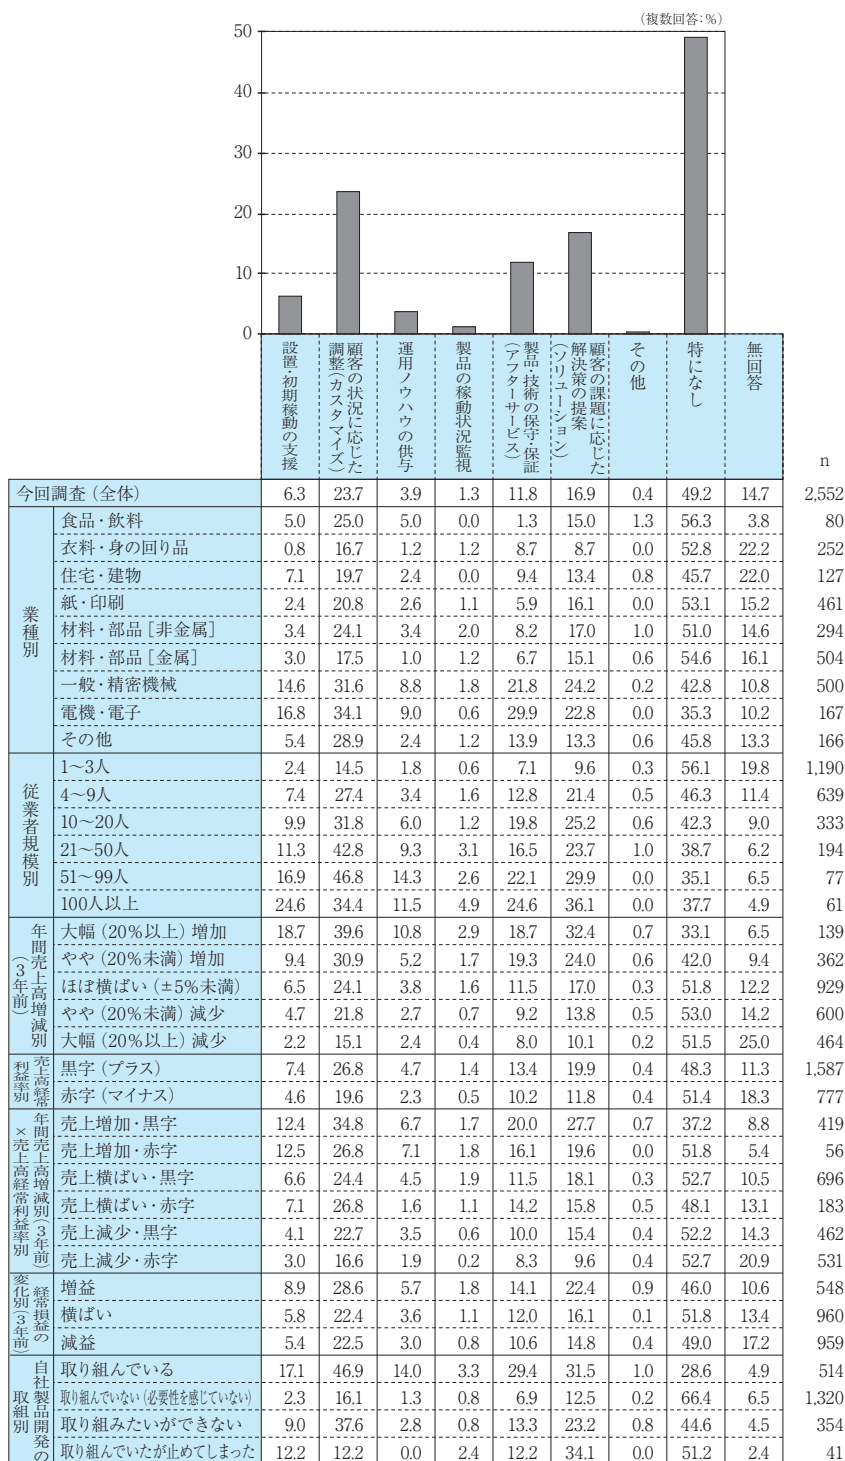 (複数回答:%)
50
40
30
20
10
0
設置・初期稼動の支援
顧客の状況に応じた
調整(カスタマイズ)
運用ノウハウの供与
製品の稼動状況監視
製品・技術の保守・保証
(アフターサービス)
顧客の課題に応じた
解決策の提案
(ソリューション)
その他
特になし
無回答
n
今回調査(全体) 6.3 23.7 3.9 1.3 11.8 16.9 0.4 49.2 14.7 2,552
業種別
食品・飲料 5.0 25.0 5.0 0.0 1.3 15.0 1.3 56.3 3.8 80
衣料・身の回り品 0.8 16.7 1.2 1.2 8.7 8.7 0.0 52.8 22.2 252
住宅・建物 7.1 19.7 2.4 0.0 9.4 13.4 0.8 45.7 22.0 127
紙・印刷 2.4 20.8 2.6 1.1 5.9 16.1 0.0 53.1 15.2 461
材料・部品[非金属] 3.4 24.1 3.4 2.0 8.2 17.0 1.0 51.0 14.6 294
材料・部品[金属] 3.0 17.5 1.0 1.2 6.7 15.1 0.6 54.6 16.1 504
一般・精密機械 14.6 31.6 8.8 1.8 21.8 24.2 0.2 42.8 10.8 500
電機・電子 16.8 34.1 9.0 0.6 29.9 22.8 0.0 35.3 10.2 167
その他 5.4 28.9 2.4 1.2 13.9 13.3 0.6 45.8 13.3 166
従業者規模別
1~3人 2.4 14.5 1.8 0.6 7.1 9.6 0.3 56.1 19.8 1,190
4~9人 7.4 27.4 3.4 1.6 12.8 21.4 0.5 46.3 11.4 639
10~20人 9.9 31.8 6.0 1.2 19.8 25.2 0.6 42.3 9.0 333
21~50人 11.3 42.8 9.3 3.1 16.5 23.7 1.0 38.7 6.2 194
51~99人 16.9 46.8 14.3 2.6 22.1 29.9 0.0 35.1 6.5 77
100人以上 24.6 34.4 11.5 4.9 24.6 36.1 0.0 37.7 4.9 61
年間売上高増減別
(3年前)
大幅(20%以上)増加 18.7 39.6 10.8 2.9 18.7 32.4 0.7 33.1 6.5 139
やや(20%未満)増加 9.4 30.9 5.2 1.7 19.3 24.0 0.6 42.0 9.4 362
ほぼ横ばい(±5%未満) 6.5 24.1 3.8 1.6 11.5 17.0 0.3 51.8 12.2 929
やや(20%未満)減少 4.7 21.8 2.7 0.7 9.2 13.8 0.5 53.0 14.2 600
大幅(20%以上)減少 2.2 15.1 2.4 0.4 8.0 10.1 0.2 51.5 25.0 464
売上高経常
利益率別
黒字(プラス) 7.4 26.8 4.7 1.4 13.4 19.9 0.4 48.3 11.3 1,587
赤字(マイナス) 4.6 19.6 2.3 0.5 10.2 11.8 0.4 51.4 18.3 777
年間売上高増減別(3年前)
×売上高経常利益率別
売上増加・黒字 12.4 34.8 6.7 1.7 20.0 27.7 0.7 37.2 8.8 419
売上増加・赤字 12.5 26.8 7.1 1.8 16.1 19.6 0.0 51.8 5.4 56
売上横ばい・黒字 6.6 24.4 4.5 1.9 11.5 18.1 0.3 52.7 10.5 696
売上横ばい・赤字 7.1 26.8 1.6 1.1 14.2 15.8 0.5 48.1 13.1 183
売上減少・黒字 4.1 22.7 3.5 0.6 10.0 15.4 0.4 52.2 14.3 462
売上減少・赤字 3.0 16.6 1.9 0.2 8.3 9.6 0.4 52.7 20.9 531
経常損益の
変化別(3年前)
増益 8.9 28.6 5.7 1.8 14.1 22.4 0.9 46.0 10.6 548
横ばい 5.8 22.4 3.6 1.1 12.0 16.1 0.1 51.8 13.4 960
減益 5.4 22.5 3.0 0.8 10.6 14.8 0.4 49.0 17.2 959
自社製品開発の
取組別
取り組んでいる 17.1 46.9 14.0 3.3 29.4 31.5 1.0 28.6 4.9 514
取り組んでいない(必要性を感じていない) 2.3 16.1 1.3 0.8 6.9 12.5 0.2 66.4 6.5 1,320
取り組みたいができない 9.0 37.6 2.8 0.8 13.3 23.2 0.8 44.6 4.5 354
取り組んでいたが止めてしまった 12.2 12.2 0.0 2.4 12.2 34.1 0.0 51.2 2.4 41